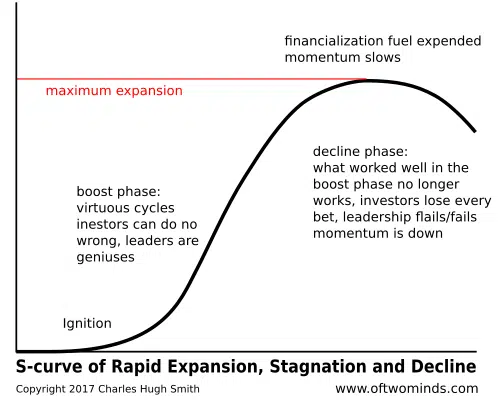 financialization fuel expended
momentum slows
maximum expansion
decline phase:
what worked well in the
boost phase no longer
works, investors lose every
bet, leadership flails/fails
momentum is down
boost phase:
virtuous cycles
inestors can do no
wrong, leaders are
geniuses
Ignition
S-curve of Rapid Expansion, Stagnation and Decline
Copyright 2017 Charles Hugh Smith
www.oftwominds.com